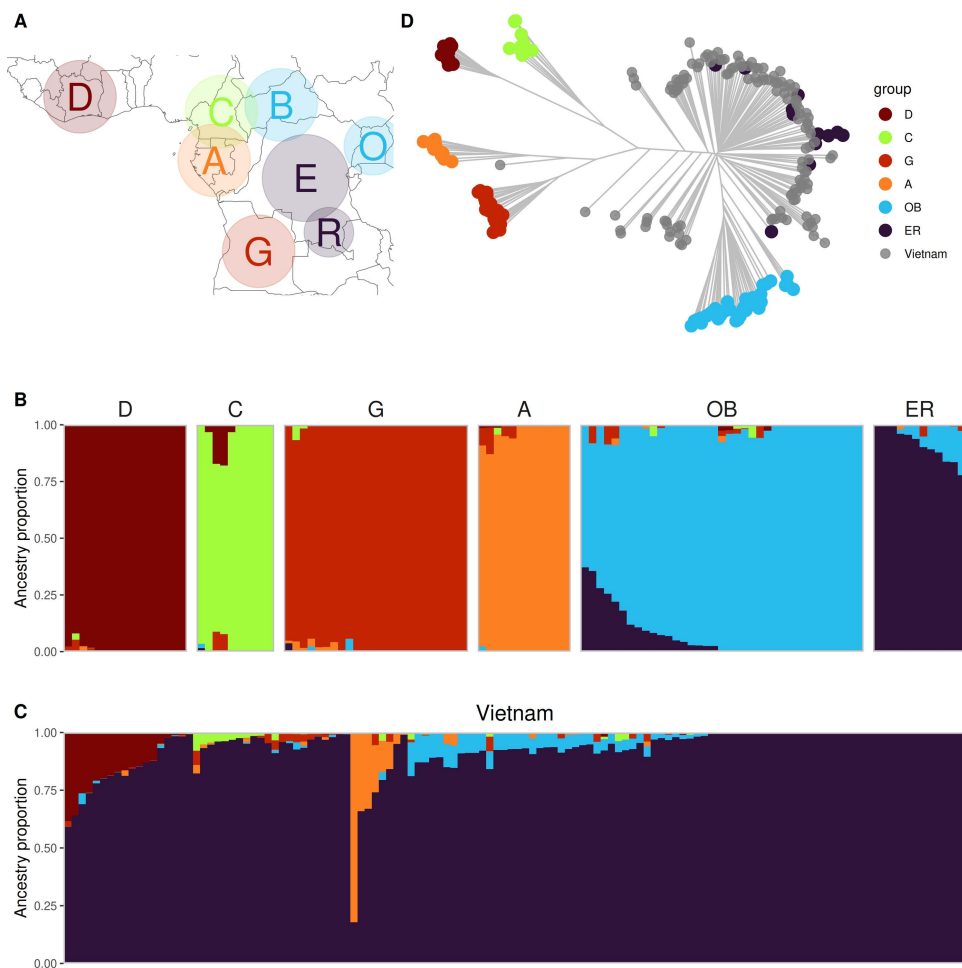 A
D
C
B
O
A
E
R
G
D
group
D
C
G
A
OB
ER
Vietnam
B
D C G A OB ER
Ancestry proportion
1.00
0.75
0.50
0.25
0.00
C
Vietnam
Ancestry proportion
1.00
0.75
0.50
0.25
0.00